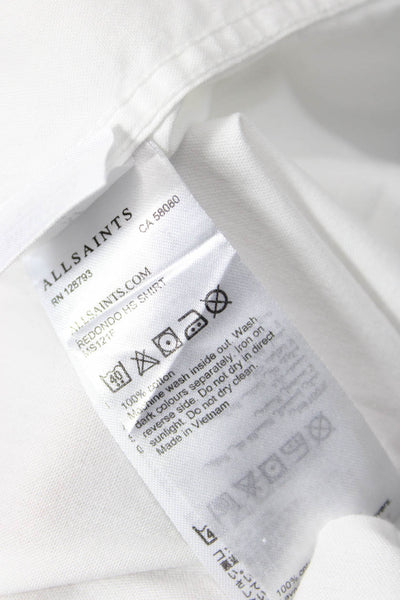 ALLSAINTS
RN 128793 CA 58080
ALLSAINTS.COM
REDONDO HS SHIRT
MS121P
40
100% cotton
Machine wash inside out. Wash
dark colours separately. Iron on
reverse side. Do not dry in direct
sunlight. Do not dry clean.
Made in Vietnam